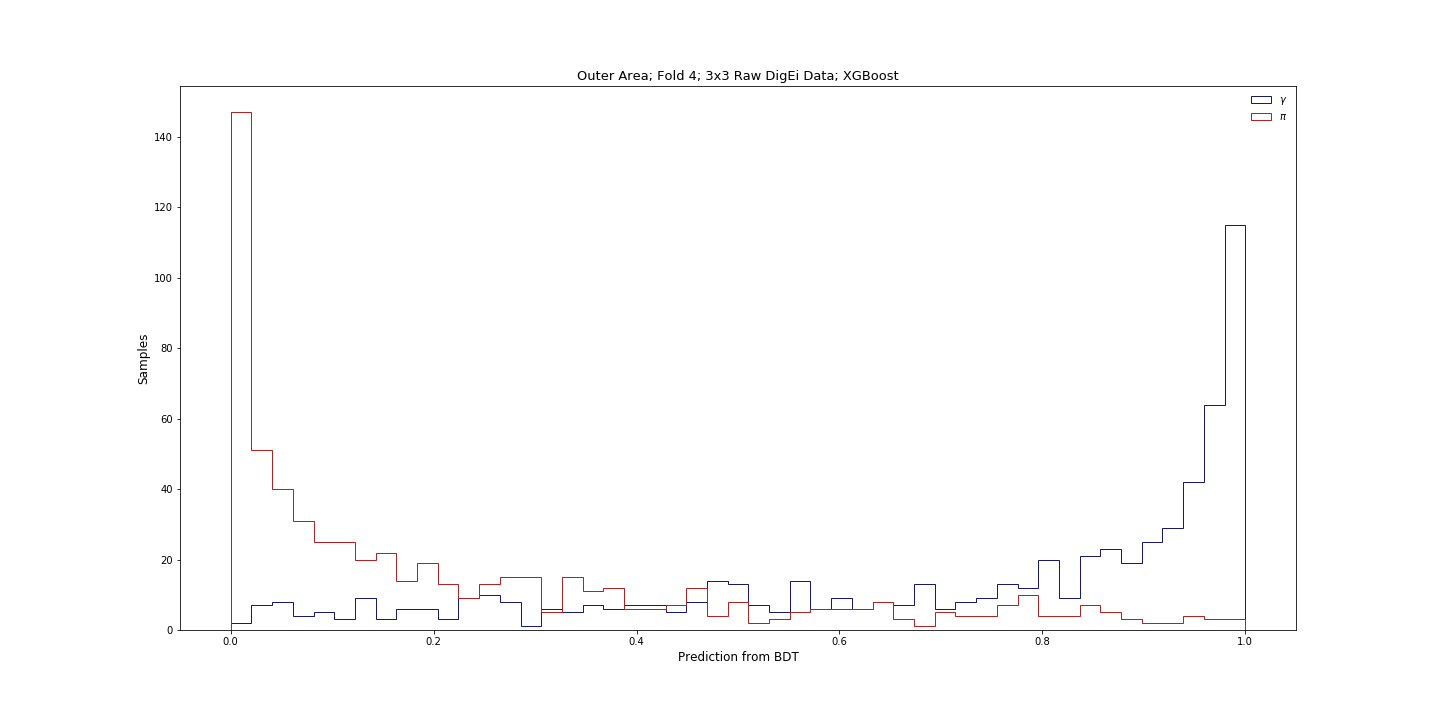 Outer Area; Fold 4; 3x3 Raw DigEi Data; XGBoost
γ
π
140
120
100
80
60
40
20
0
Samples
0.0 0.2 0.4 0.6 0.8 1.0
Prediction from BDT